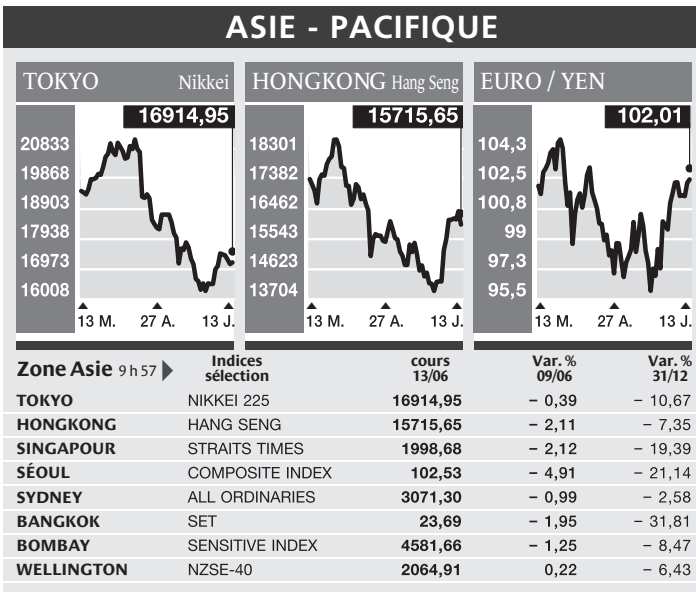 ASIE - PACIFIQUE
TOKYO Nikkei
16914,95
20833
19868
18903
17938
16973
16008
13 M. 27 A. 13 J.
HONGKONG Hang Seng
15715,65
18301
17382
16462
15543
14623
13704
13 M. 27 A. 13 J.
EURO / YEN
102,01
104,3
102,5
100,8
99
97,3
95,5
13 M. 27 A. 13 J.
Zone Asie 9 h 57 Indices sélection cours 13/06 Var. % 09/06 Var. % 31/12
TOKYO NIKKEI 225 16914,95 – 0,39 – 10,67
HONGKONG HANG SENG 15715,65 – 2,11 – 7,35
SINGAPOUR STRAITS TIMES 1998,68 – 2,12 – 19,39
SÉOUL COMPOSITE INDEX 102,53 – 4,91 – 21,14
SYDNEY ALL ORDINARIES 3071,30 – 0,99 – 2,58
BANGKOK SET 23,69 – 1,95 – 31,81
BOMBAY SENSITIVE INDEX 4581,66 – 1,25 – 8,47
WELLINGTON NZSE-40 2064,91 0,22 – 6,43